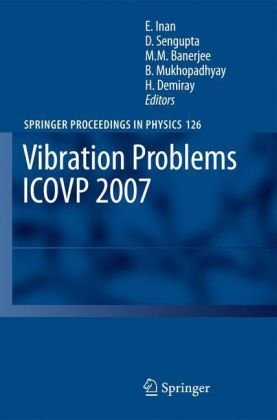 E. Inan
D. Sengupta
M.M. Banerjee
B. Mukhopadhyay
H. Demiray
Editors
SPRINGER PROCEEDINGS IN PHYSICS 126
Vibration Problems
ICOVP 2007
Springer